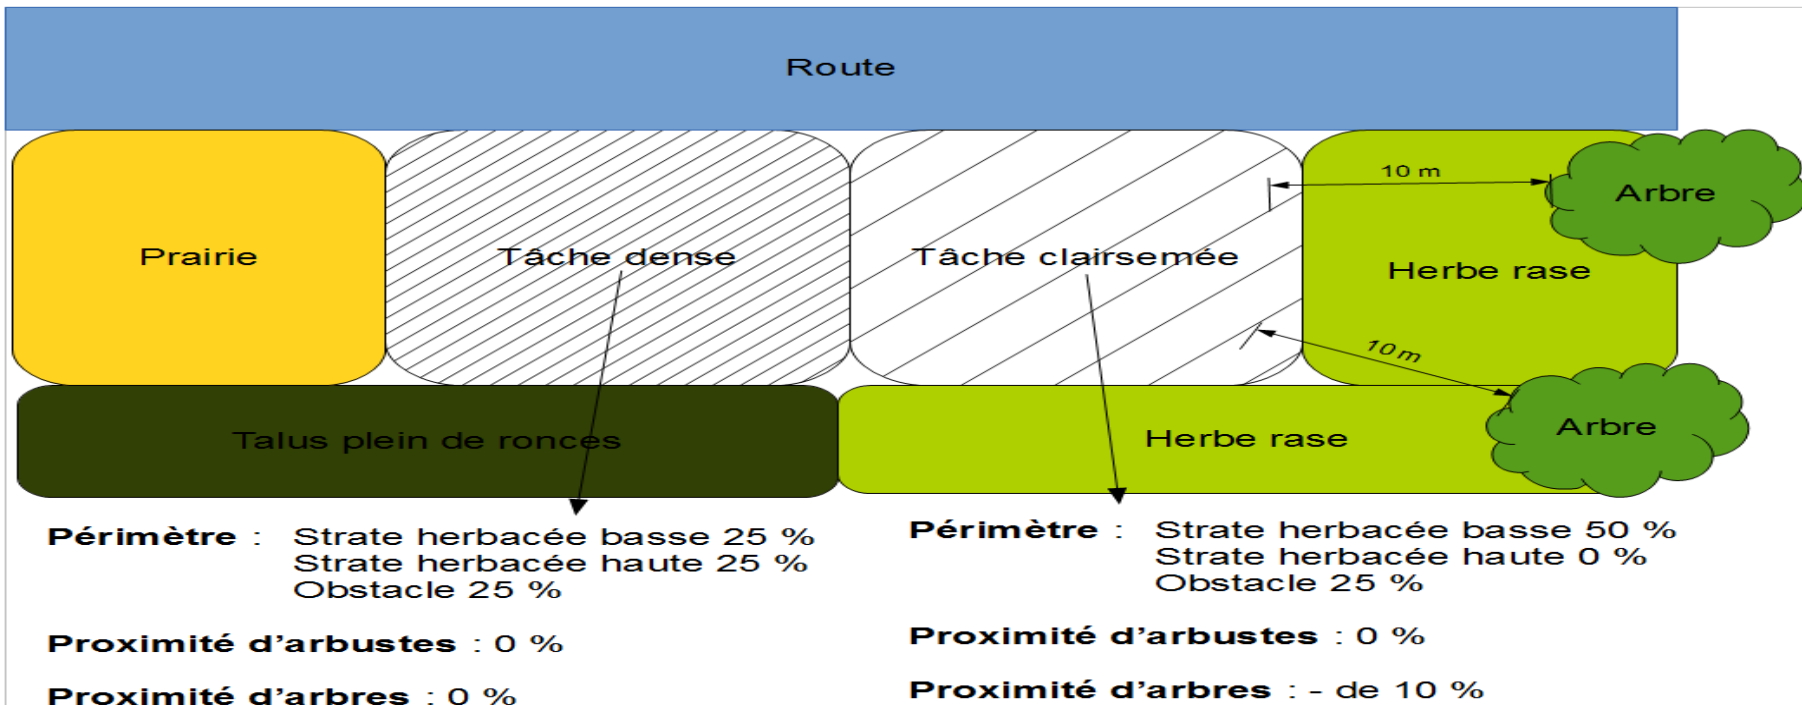 Route
10 m
Arbre
Prairie
Tâche dense
Tâche clairsemée
Herbe rase
10 m
Talus plein de ronces
Herbe rase
Arbre
Périmètre : Strate herbacée basse 25 %
Strate herbacée haute 25 %
Obstacle 25 %
Proximité d'arbustes : 0 %
Proximité d'arbres : 0 %
Périmètre : Strate herbacée basse 50 %
Strate herbacée haute 0 %
Obstacle 25 %
Proximité d'arbustes : 0 %
Proximité d'arbres : - de 10 %